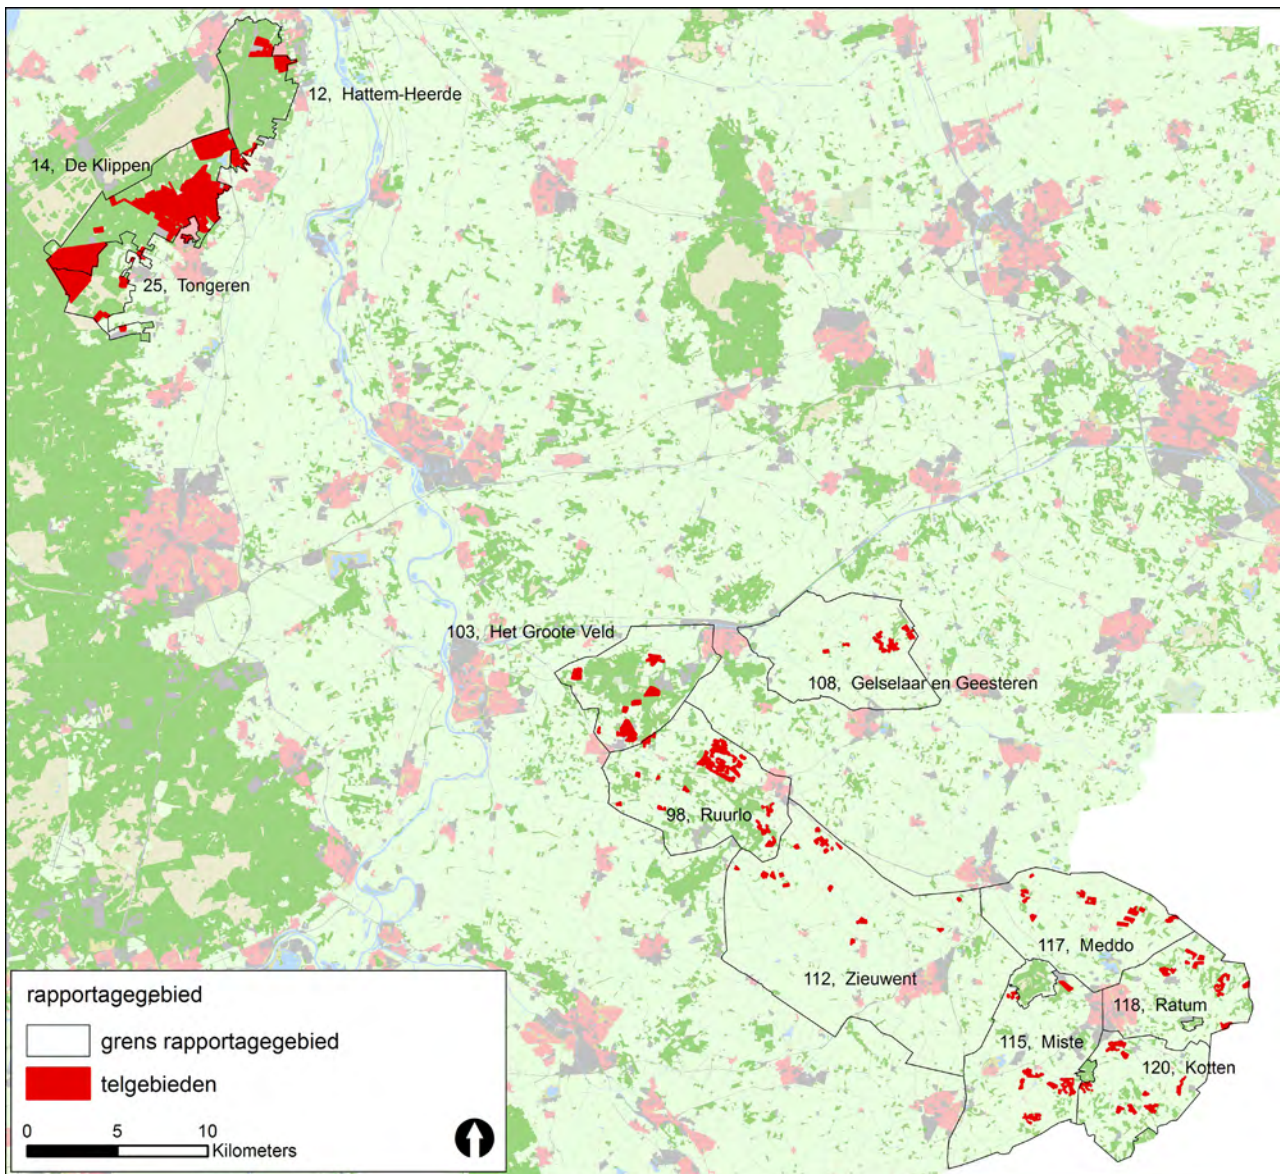 12, Hattem-Heerde
14, De Klippen
25, Tongeren
103, Het Groote Veld
108, Gelselaar en Geesteren
98, Ruurlo
117, Meddo
112, Zieuwent
118, Ratum
115, Miste
120, Kotten
rapportagegebied
grens rapportagegebied
telgebieden
0 5 10
Kilometers